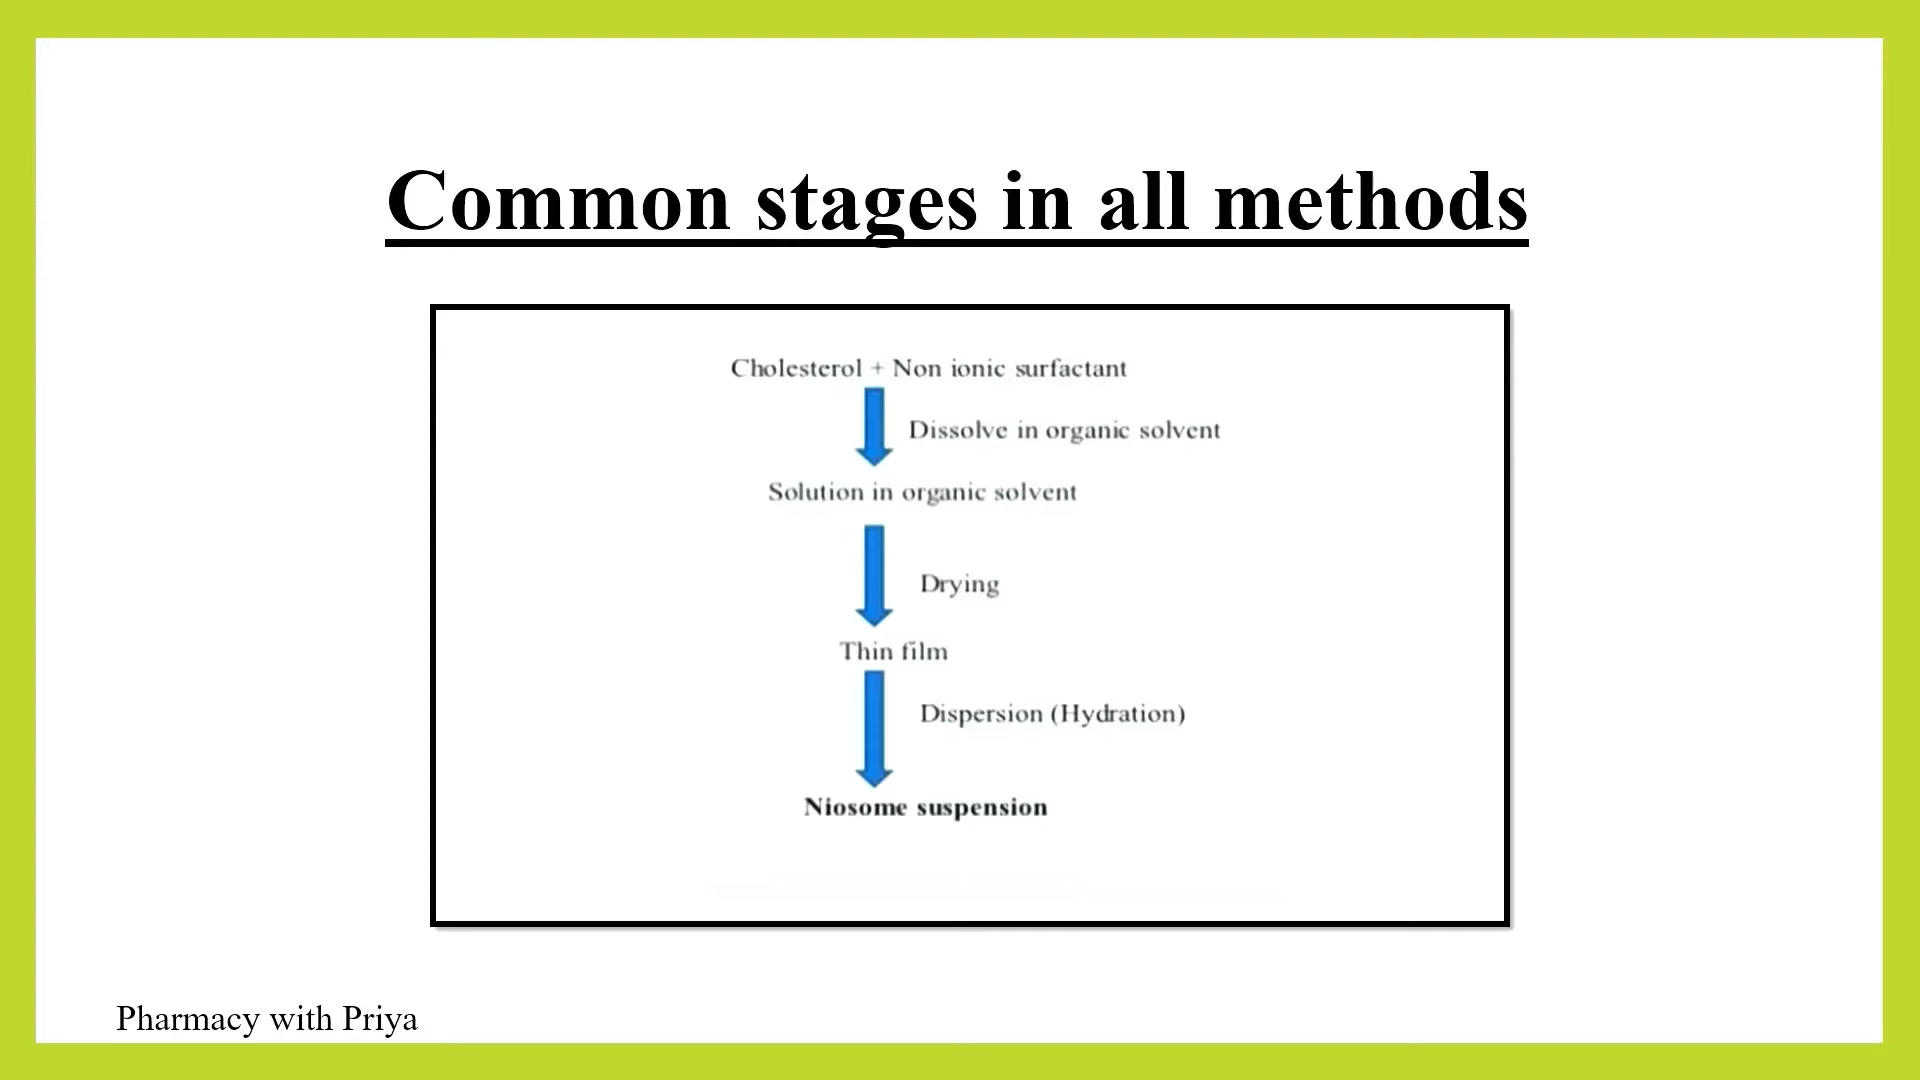 Common stages in all methods
Cholesterol + Non ionic surfactant
Dissolve in organic solvent
Solution in organic solvent
Drying
Thin film
Dispersion (Hydration)
Niosome suspension
Pharmacy with Priya